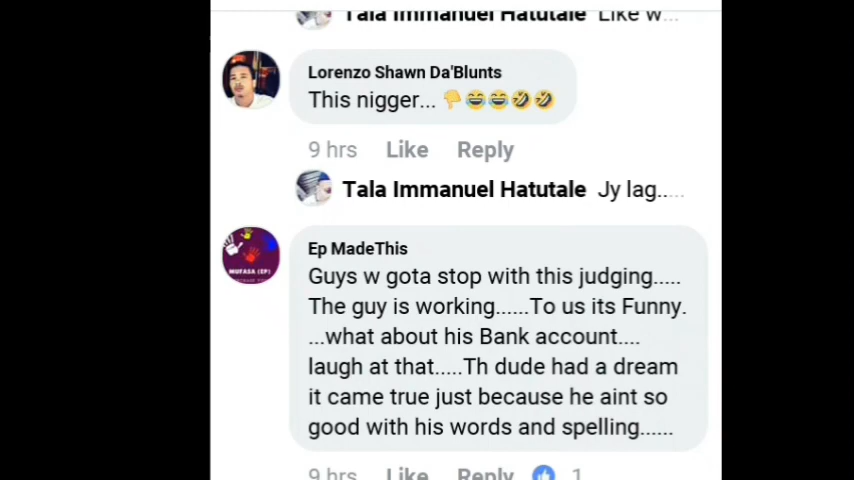 Tala Immanuel Hatutale Like w...
Lorenzo Shawn Da'Blunts
This nigger... 👇😂😂🤣🤣
9 hrs Like Reply
Tala Immanuel Hatutale Jy lag.....
Ep MadeThis
Guys w gota stop with this judging.....
The guy is working......To us its Funny.
...what about his Bank account....
laugh at that.....Th dude had a dream
it came true just because he aint so
good with his words and spelling......
9 hrs Like Reply 1
MUFASA (EP)